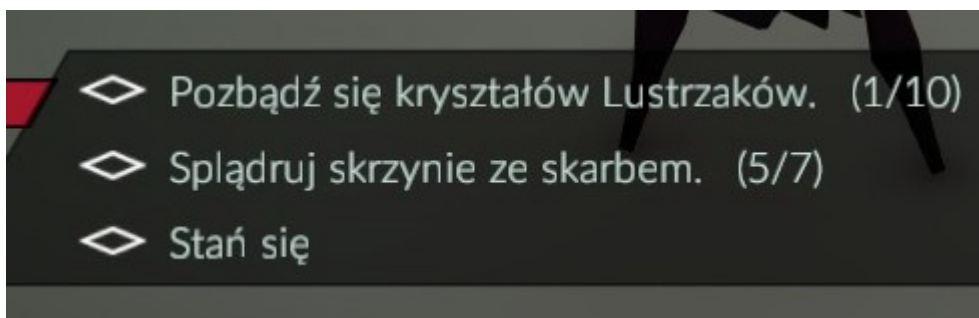 Pozbądź się kryształów Lustrzaków. (1/10)
Splądruj skrzynie ze skarbem. (5/7)
Stań się